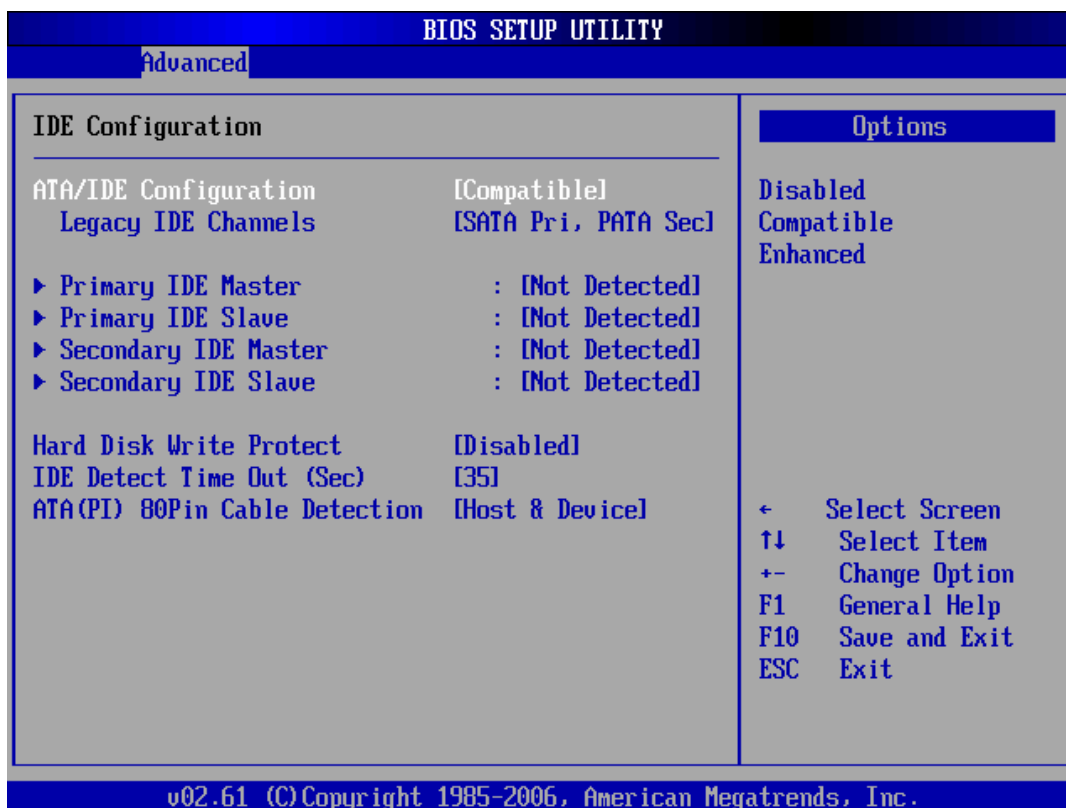 BIOS SETUP UTILITY
Advanced
IDE Configuration
ATA/IDE Configuration [Compatible]
Legacy IDE Channels [SATA Pri, PATA Sec]
► Primary IDE Master : [Not Detected]
► Primary IDE Slave : [Not Detected]
► Secondary IDE Master : [Not Detected]
► Secondary IDE Slave : [Not Detected]
Hard Disk Write Protect [Disabled]
IDE Detect Time Out (Sec) [35]
ATA(PI) 80Pin Cable Detection [Host & Device]
Options
Disabled
Compatible
Enhanced
← Select Screen
↑↓ Select Item
+- Change Option
F1 General Help
F10 Save and Exit
ESC Exit
v02.61 (C)Copyright 1985-2006, American Megatrends, Inc.